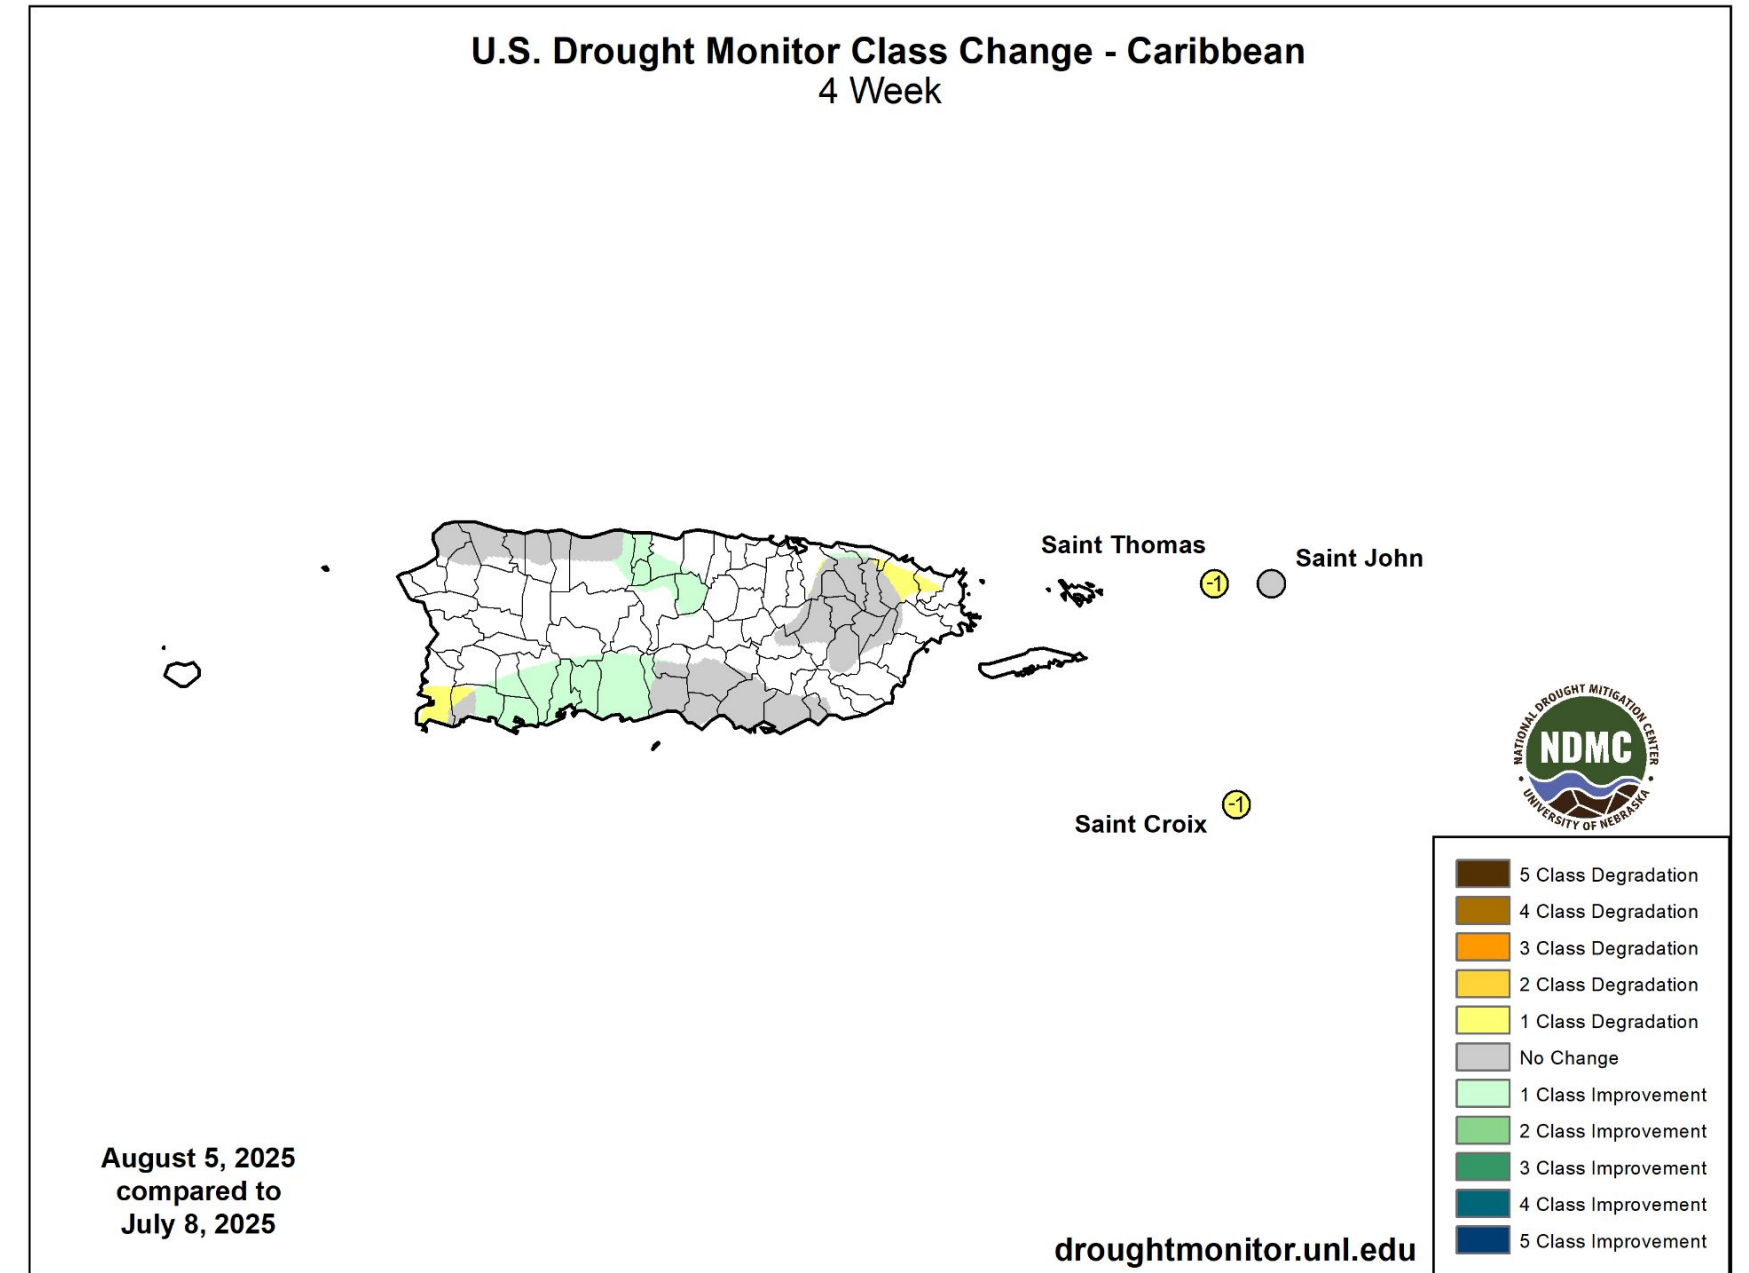 U.S. Drought Monitor Class Change - Caribbean
4 Week
Saint Thomas
Saint John
-1
Saint Croix
-1
NATIONAL DROUGHT MITIGATION CENTER
NDMC
UNIVERSITY OF NEBRASKA
5 Class Degradation
4 Class Degradation
3 Class Degradation
2 Class Degradation
1 Class Degradation
No Change
1 Class Improvement
2 Class Improvement
3 Class Improvement
4 Class Improvement
5 Class Improvement
August 5, 2025
compared to
July 8, 2025
droughtmonitor.unl.edu